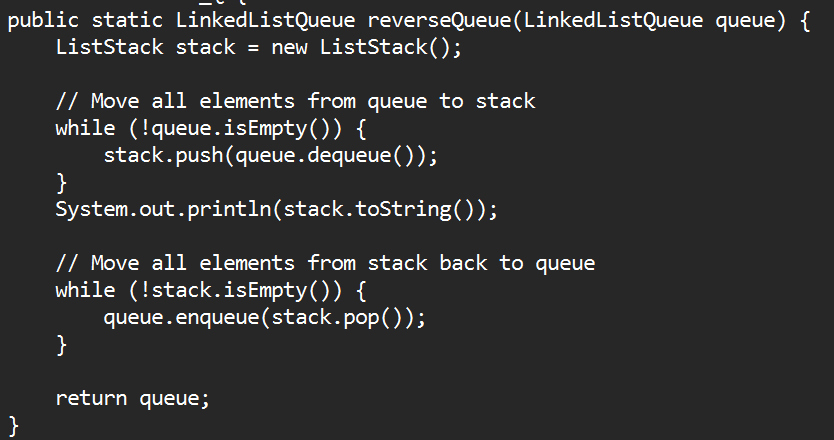 public static LinkedListQueue reverseQueue(LinkedListQueue queue) {
    ListStack stack = new ListStack();

    // Move all elements from queue to stack
    while (!queue.isEmpty()) {
        stack.push(queue.dequeue());
    }
    System.out.println(stack.toString());

    // Move all elements from stack back to queue
    while (!stack.isEmpty()) {
        queue.enqueue(stack.pop());
    }

    return queue;
}